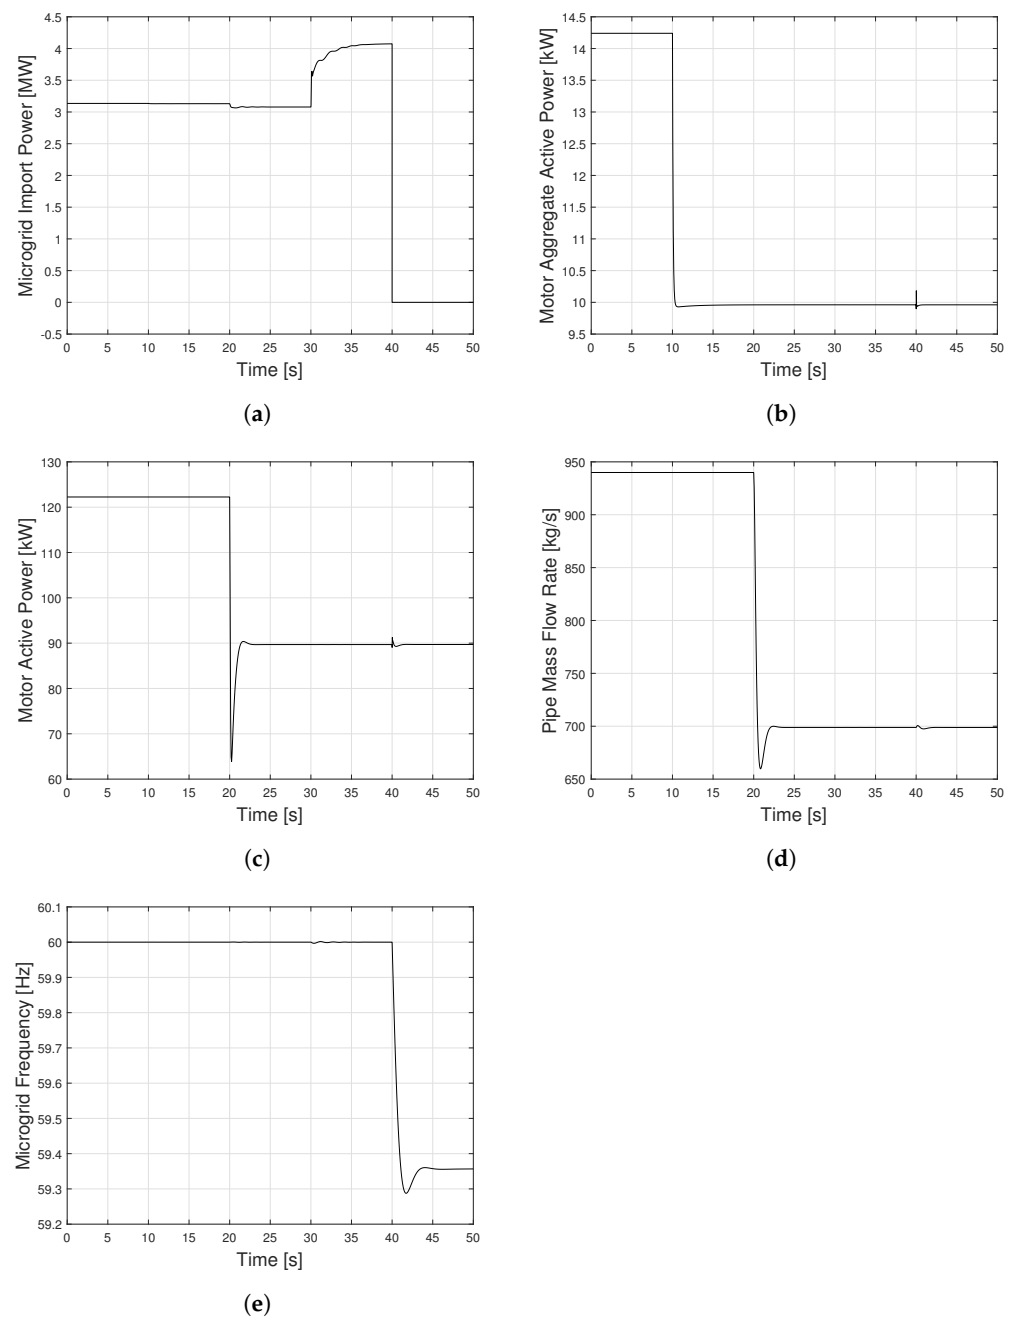 Microgrid Import Power [MW]
4.5
4
3.5
3
2.5
2
1.5
1
0.5
0
-0.5
0 5 10 15 20 25 30 35 40 45 50
Time [s]
(a)
Motor Aggregate Active Power [kW]
14.5
14
13.5
13
12.5
12
11.5
11
10.5
10
9.5
0 5 10 15 20 25 30 35 40 45 50
Time [s]
(b)
Motor Active Power [kW]
130
120
110
100
90
80
70
60
0 5 10 15 20 25 30 35 40 45 50
Time [s]
(c)
Pipe Mass Flow Rate [kg/s]
950
900
850
800
750
700
650
0 5 10 15 20 25 30 35 40 45 50
Time [s]
(d)
Microgrid Frequency [Hz]
60.1
60
59.9
59.8
59.7
59.6
59.5
59.4
59.3
59.2
0 5 10 15 20 25 30 35 40 45 50
Time [s]
(e)